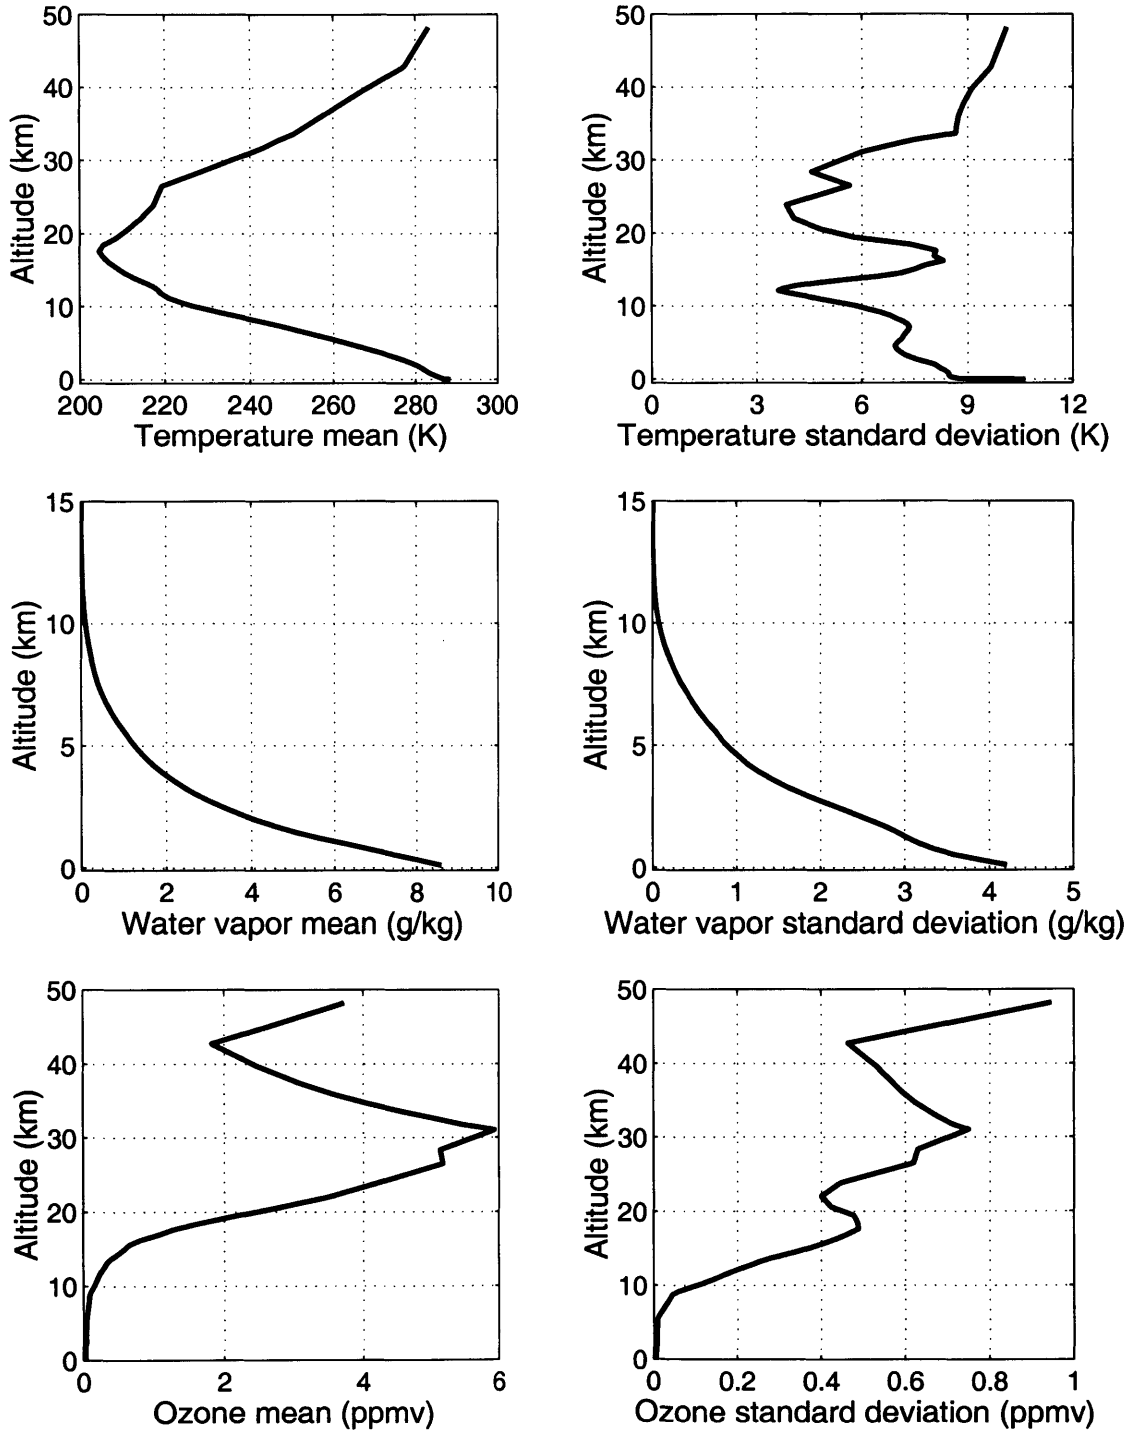 50
40
30
20
10
0
Altitude (km)
200 220 240 260 280 300
Temperature mean (K)
50
40
30
20
10
0
Altitude (km)
0 3 6 9 12
Temperature standard deviation (K)
15
10
5
0
Altitude (km)
0 2 4 6 8 10
Water vapor mean (g/kg)
15
10
5
0
Altitude (km)
0 1 2 3 4 5
Water vapor standard deviation (g/kg)
50
40
30
20
10
0
Altitude (km)
0 2 4 6
Ozone mean (ppmv)
50
40
30
20
10
0
Altitude (km)
0 0.2 0.4 0.6 0.8 1
Ozone standard deviation (ppmv)